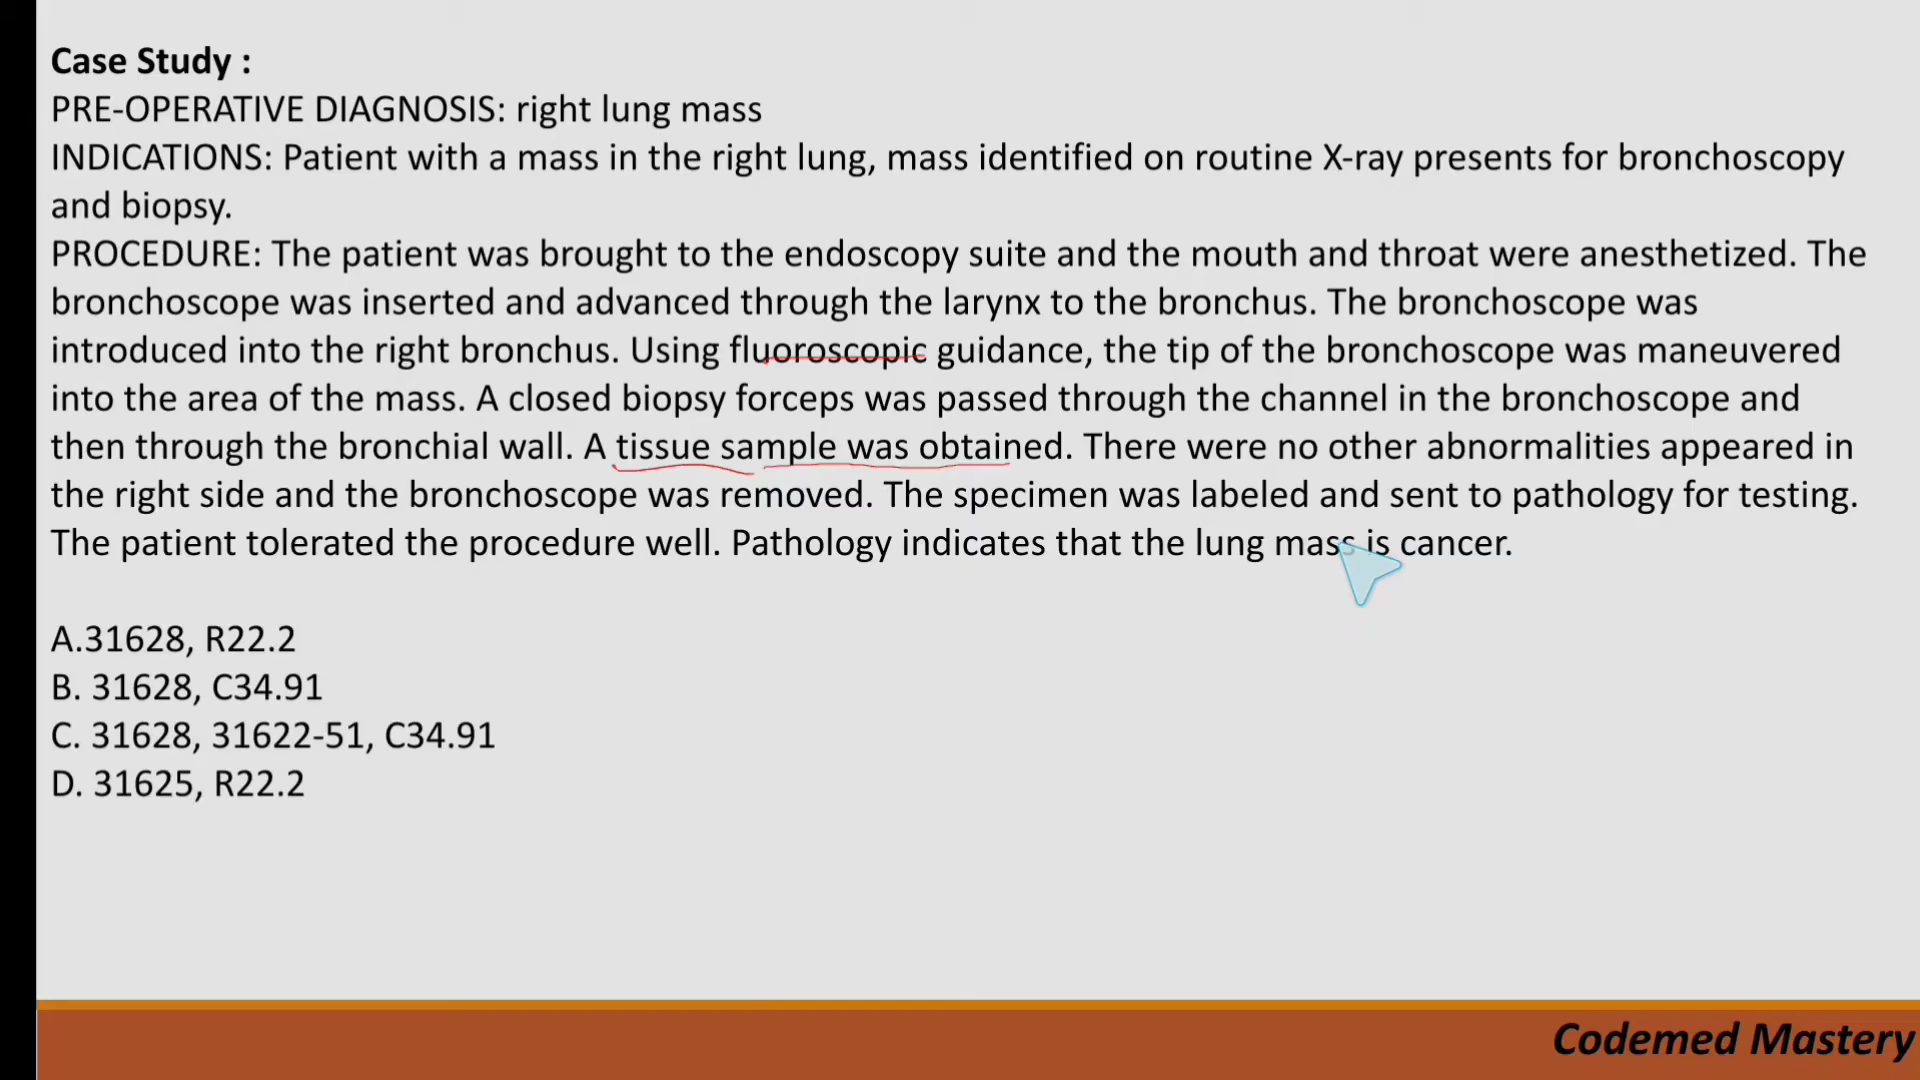 Case Study :
PRE-OPERATIVE DIAGNOSIS: right lung mass
INDICATIONS: Patient with a mass in the right lung, mass identified on routine X-ray presents for bronchoscopy
and biopsy.
PROCEDURE: The patient was brought to the endoscopy suite and the mouth and throat were anesthetized. The
bronchoscope was inserted and advanced through the larynx to the bronchus. The bronchoscope was
introduced into the right bronchus. Using fluoroscopic guidance, the tip of the bronchoscope was maneuvered
into the area of the mass. A closed biopsy forceps was passed through the channel in the bronchoscope and
then through the bronchial wall. A tissue sample was obtained. There were no other abnormalities appeared in
the right side and the bronchoscope was removed. The specimen was labeled and sent to pathology for testing.
The patient tolerated the procedure well. Pathology indicates that the lung mass is cancer.
A.31628, R22.2
B. 31628, C34.91
C. 31628, 31622-51, C34.91
D. 31625, R22.2
Codemed Mastery